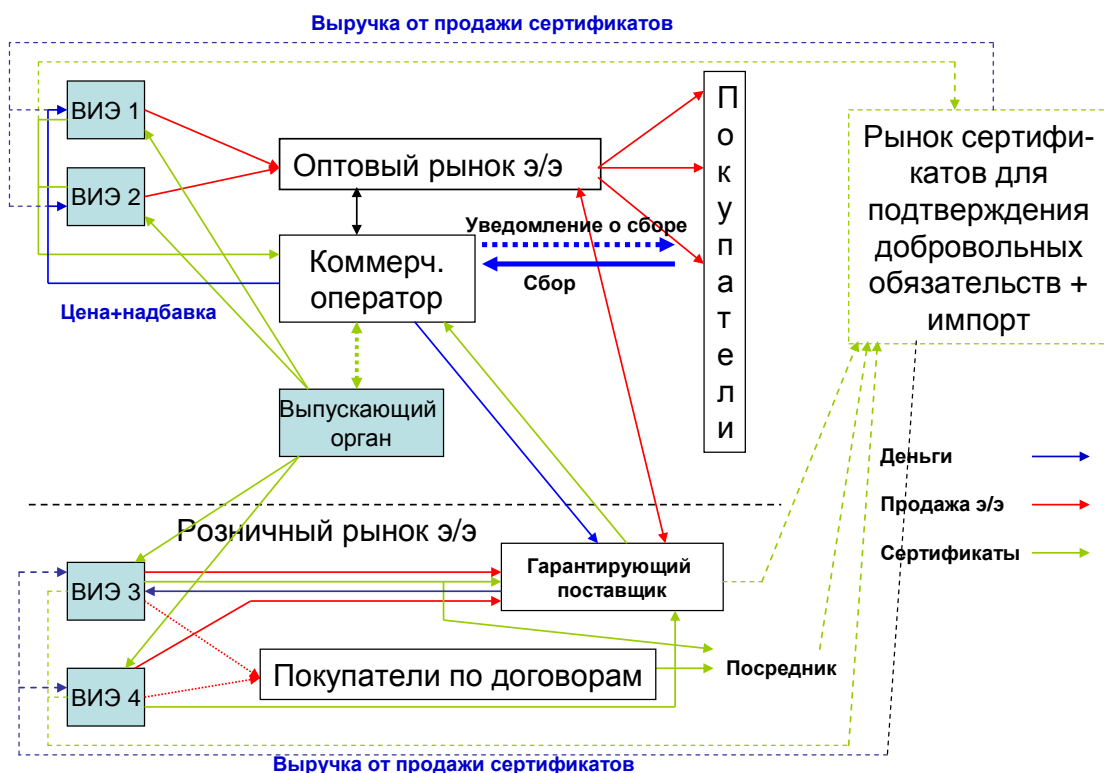 Выручка от продажи сертификатов
ВИЭ 1
ВИЭ 2
Оптовый рынок э/э
Покупатели
Рынок сертифи-
катов для
подтверждения
добровольных
обязательств +
импорт
Уведомление о сборе
Сбор
Коммерч.
оператор
Цена+надбавка
Выпускающий
орган
Деньги
Продажа э/э
Сертификаты
Розничный рынок э/э
ВИЭ 3
Гарантирующий
поставщик
ВИЭ 4
Покупатели по договорам
Посредник
Выручка от продажи сертификатов